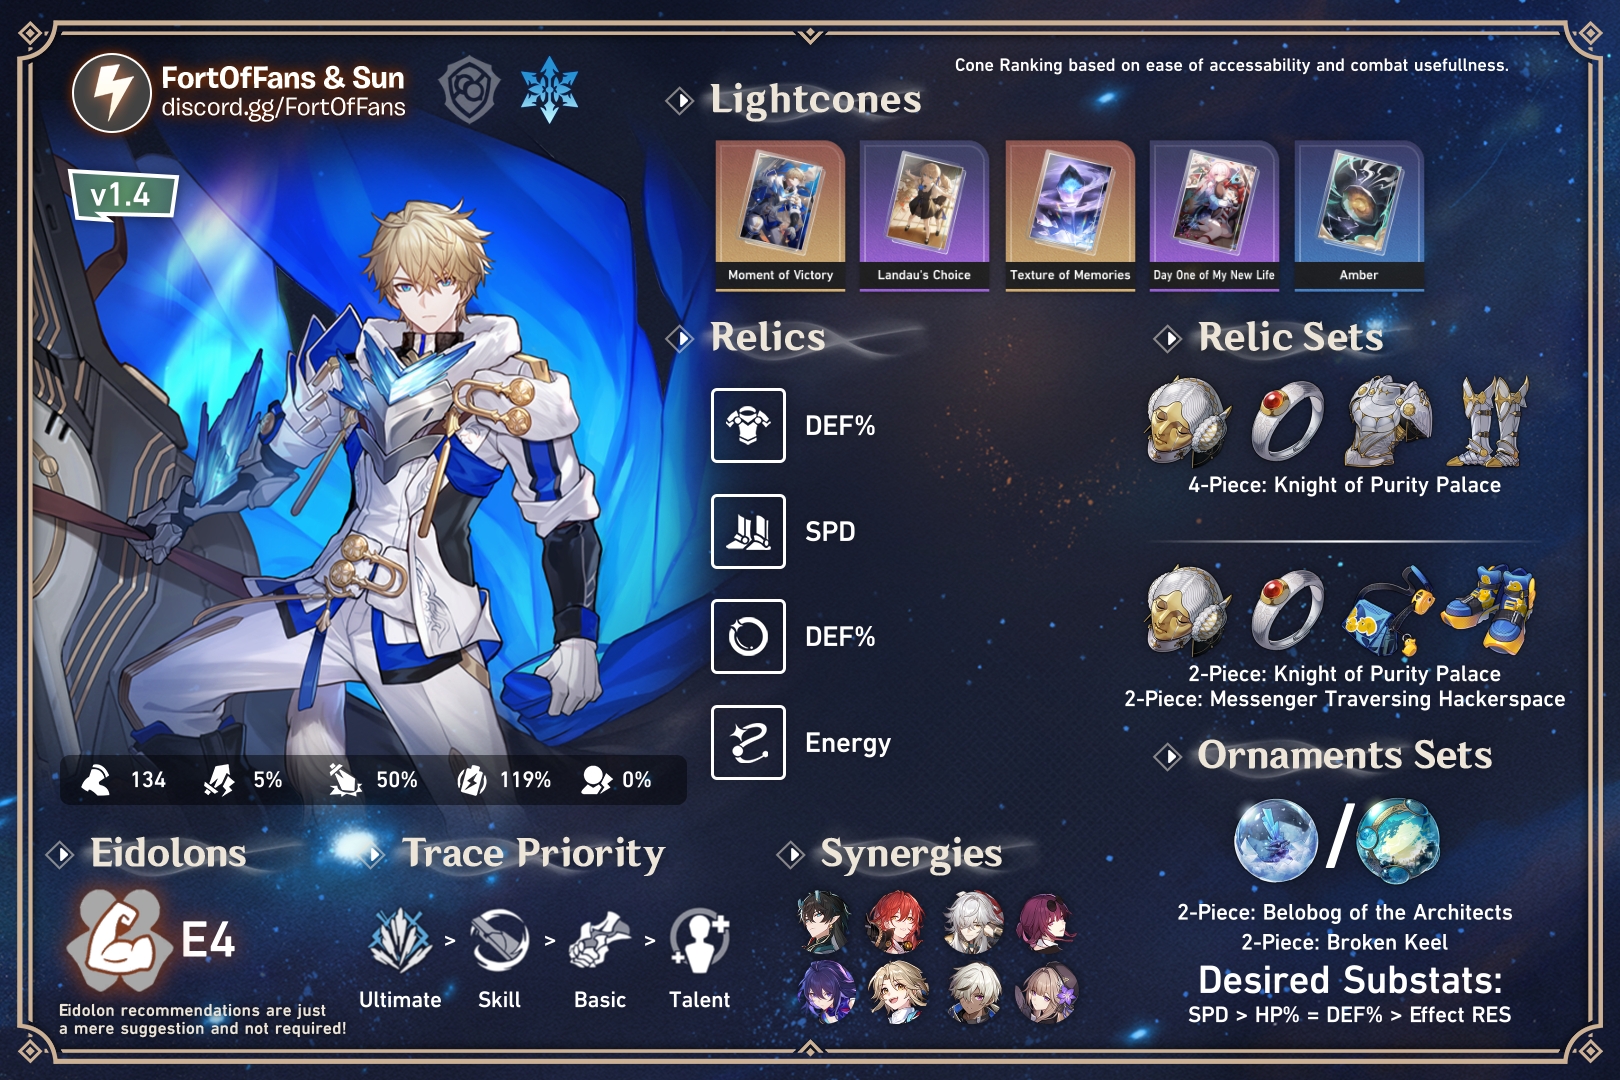 FortOfFans & Sun
discord.gg/FortOfFans
v1.4
Cone Ranking based on ease of accessability and combat usefullness.
Lightcones
Moment of Victory
Landau's Choice
Texture of Memories
Day One of My New Life
Amber
Relics
DEF%
SPD
DEF%
Energy
Relic Sets
4-Piece: Knight of Purity Palace
2-Piece: Knight of Purity Palace
2-Piece: Messenger Traversing Hackerspace
Ornaments Sets
/
2-Piece: Belobog of the Architects
2-Piece: Broken Keel
Desired Substats:
SPD > HP% = DEF% > Effect RES
134 5% 50% 119% 0%
Eidolons
E4
Eidolon recommendations are just
a mere suggestion and not required!
Trace Priority
> > >
Ultimate Skill Basic Talent
Synergies